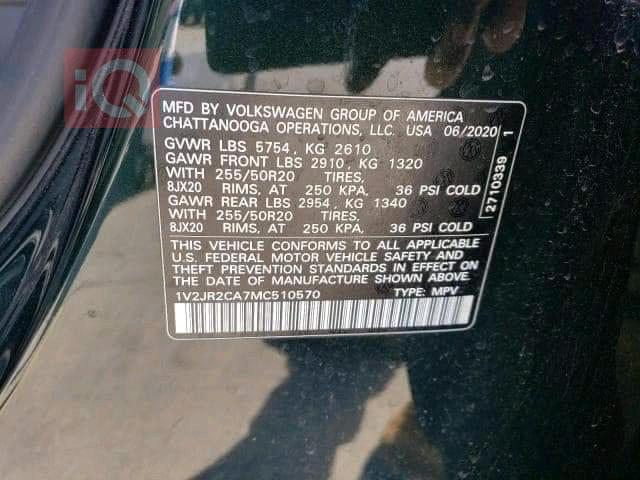 iQ
MFD BY VOLKSWAGEN GROUP OF AMERICA
CHATTANOOGA OPERATIONS, LLC. USA 06/2020
GVWR LBS 5754, KG 2610
GAWR FRONT LBS 2910, KG 1320
WITH 255/50R20 TIRES,
8JX20 RIMS, AT 250 KPA, 36 PSI COLD
GAWR REAR LBS 2954, KG 1340
WITH 255/50R20 TIRES,
8JX20 RIMS, AT 250 KPA, 36 PSI COLD
THIS VEHICLE CONFORMS TO ALL APPLICABLE
U.S. FEDERAL MOTOR VEHICLE SAFETY AND
THEFT PREVENTION STANDARDS IN EFFECT ON
THE DATE OF MANUFACTURE SHOWN ABOVE.
1V2JR2CA7MC510570 TYPE: MPV
2710339 1